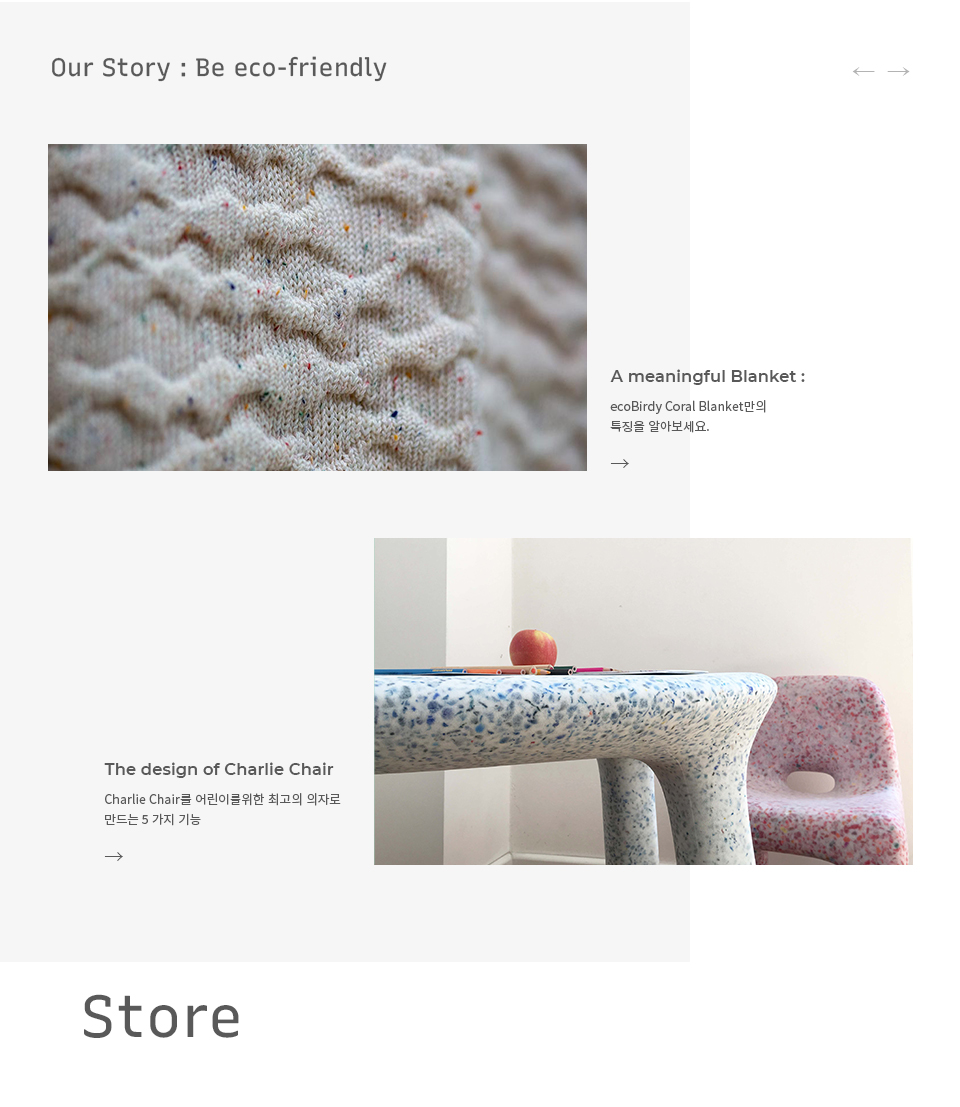 Our Story : Be eco-friendly
A meaningful Blanket :
ecoBirdy Coral Blanket만의
특징을 알아보세요.
The design of Charlie Chair
Charlie Chair를 어린이를위한 최고의 의자로
만드는 5 가지 기능
Store